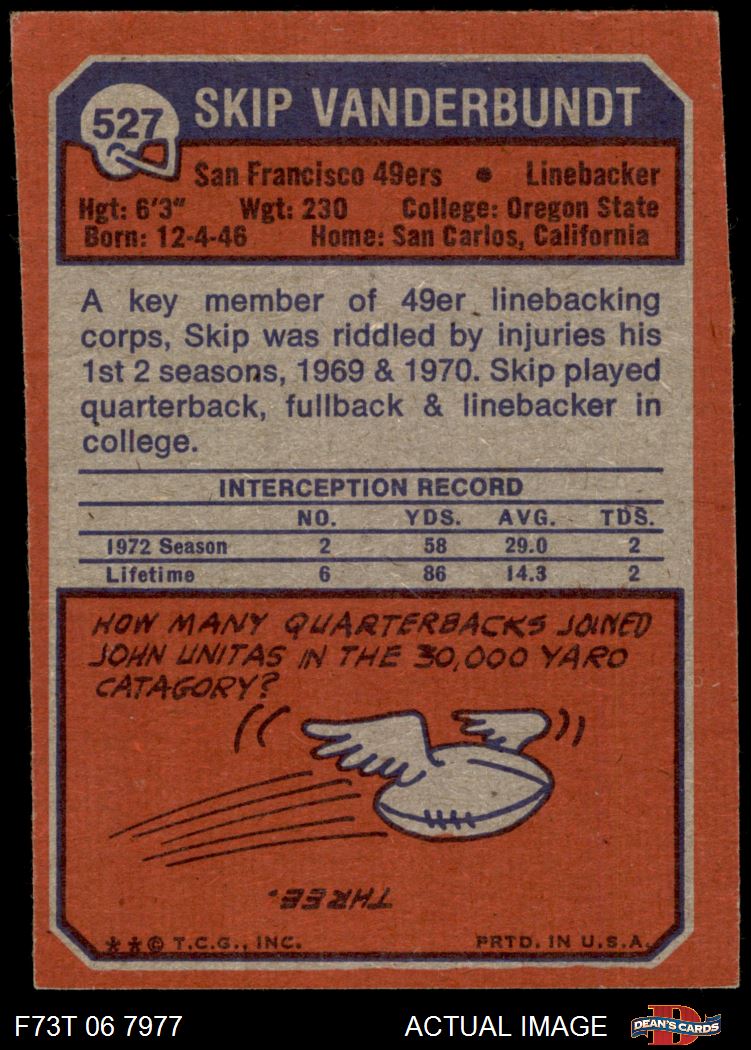 527
SKIP VANDERBUNDT
San Francisco 49ers • Linebacker
Hgt: 6'3" Wgt: 230 College: Oregon State
Born: 12-4-46 Home: San Carlos, California
A key member of 49er linebacking
corps, Skip was riddled by injuries his
1st 2 seasons, 1969 & 1970. Skip played
quarterback, fullback & linebacker in
college.
INTERCEPTION RECORD
NO. YDS. AVG. TDS.
1972 Season 2 58 29.0 2
Lifetime 6 86 14.3 2
HOW MANY QUARTERBACKS JOINED
JOHN UNITAS IN THE 30,000 YARD
CATAGORY?
THREE.
**© T.C.G., INC. PRTD. IN U.S.A.
F73T 06 7977 ACTUAL IMAGE
D
DEAN'S CARDS